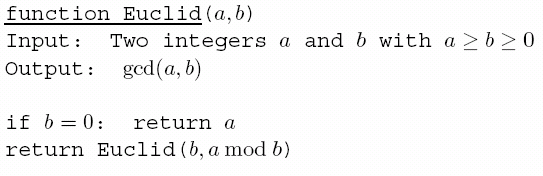 function Euclid(a,b)
Input: Two integers a and b with a ≥ b ≥ 0
Output: gcd(a,b)
if b = 0: return a
return Euclid(b,a mod b)